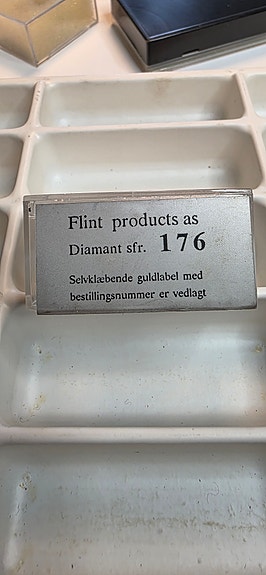 Flint products as
Diamant sfr. 176
Selvklæbende guldlabel med
bestillingsnummer er vedlagt